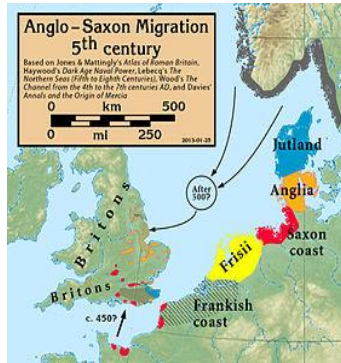 Anglo-Saxon Migration
5th century
Based on Jones & Mattingly's Atlas of Roman Britain,
Haywood's Dark Age Naval Power, Lebecq's The
Northern Seas (Fifth to Eighth Centuries), Wood's The
Channel from the 4th to the 7th centuries AD, and Davies'
Annals and the Origin of Mercia
0 km 500
0 mi 250
2013-01-25
Jutland
Anglia
Saxon
coast
After
500?
Frisii
Britons
Britons
Frankish
coast
c. 450?